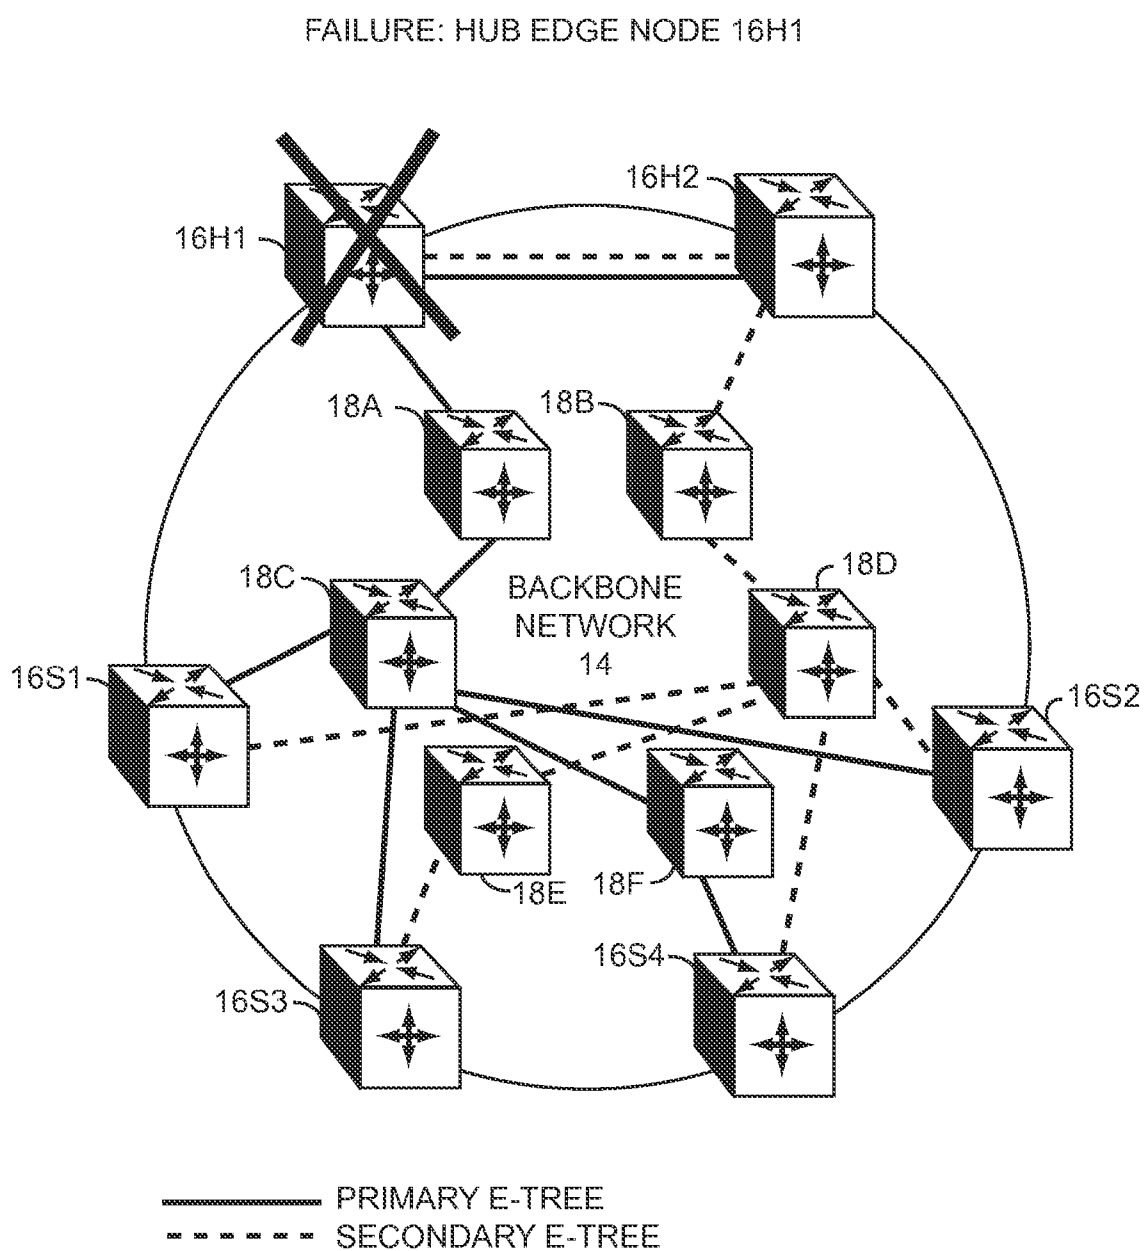 FAILURE: HUB EDGE NODE 16H1
16H2
16H1
18A
18B
18C
BACKBONE
NETWORK
14
18D
16S1
16S2
18E
18F
16S4
16S3
PRIMARY E-TREE
SECONDARY E-TREE